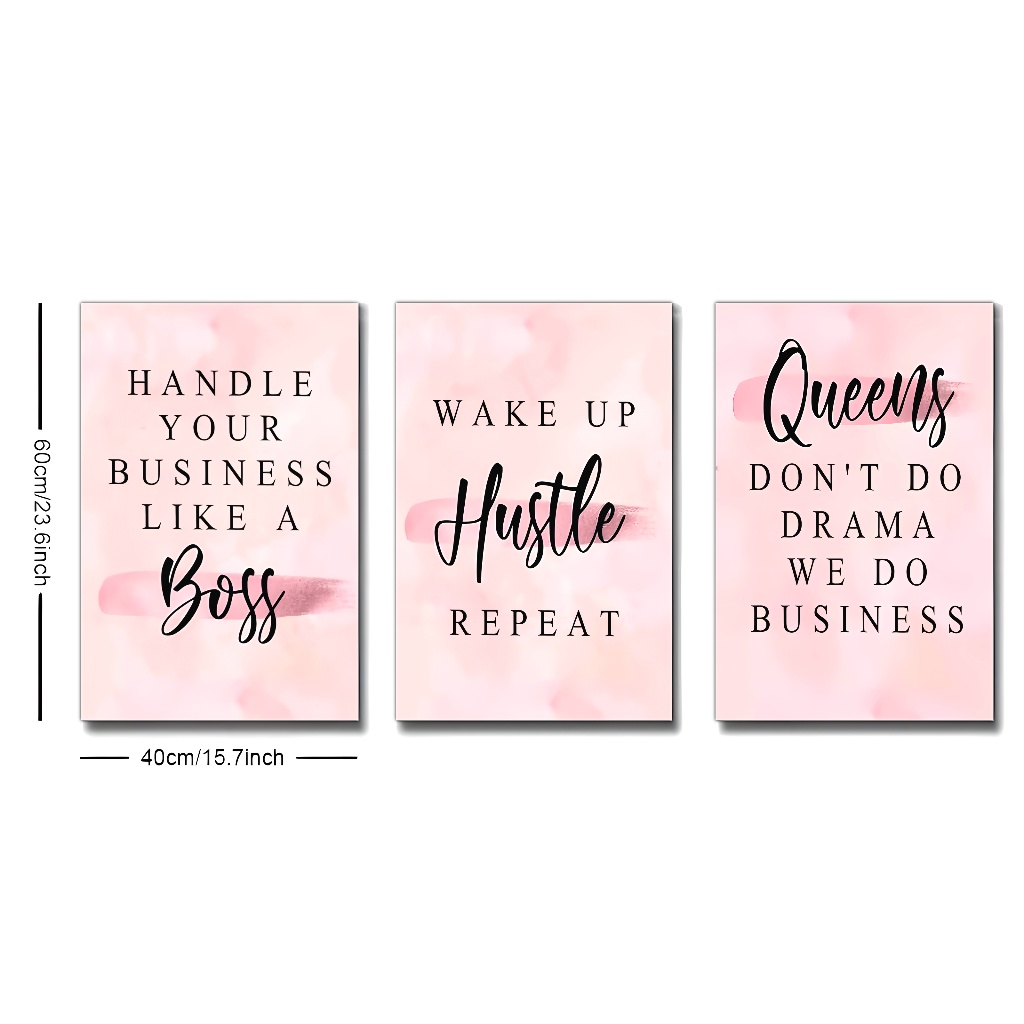 HANDLE
YOUR
BUSINESS
LIKE A
Boss
WAKE UP
Hustle
REPEAT
Queens
DON'T DO
DRAMA
WE DO
BUSINESS
60cm/23.6inch
40cm/15.7inch